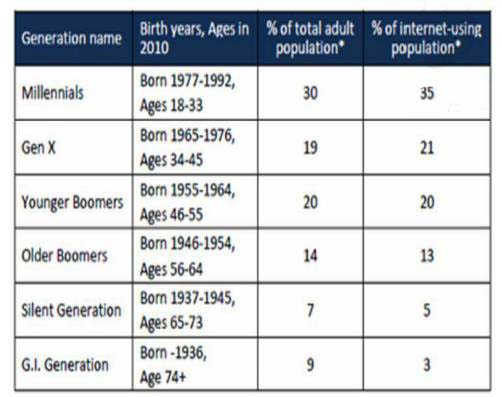 Generation name
Birth years, Ages in
2010
% of total adult
population*
% of internet-using
population*
Millennials
Born 1977-1992,
Ages 18-33
30
35
Gen X
Born 1965-1976,
Ages 34-45
19
21
Younger Boomers
Born 1955-1964,
Ages 46-55
20
20
Older Boomers
Born 1946-1954,
Ages 56-64
14
13
Silent Generation
Born 1937-1945,
Ages 65-73
7
5
G.I. Generation
Born -1936,
Age 74+
9
3